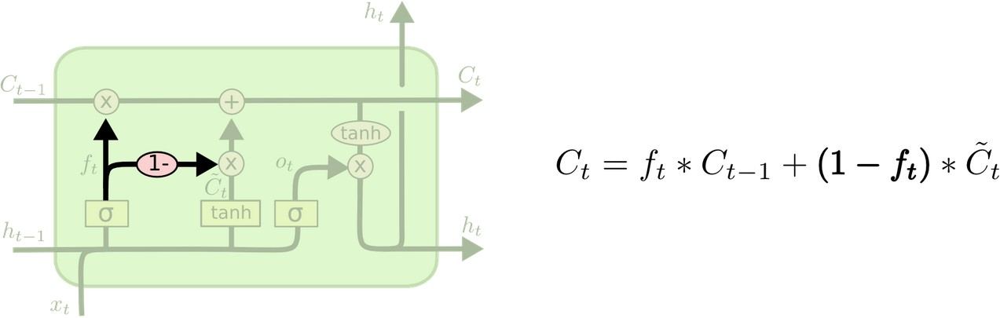 h_t
C_{t-1}
C_t
x
+
tanh
f_t
1-
x
o_t
x
C̃_t
σ
tanh
σ
h_{t-1}
h_t
x_t
C_t = f_t * C_{t-1} + (1 − f_t) * C̃_t